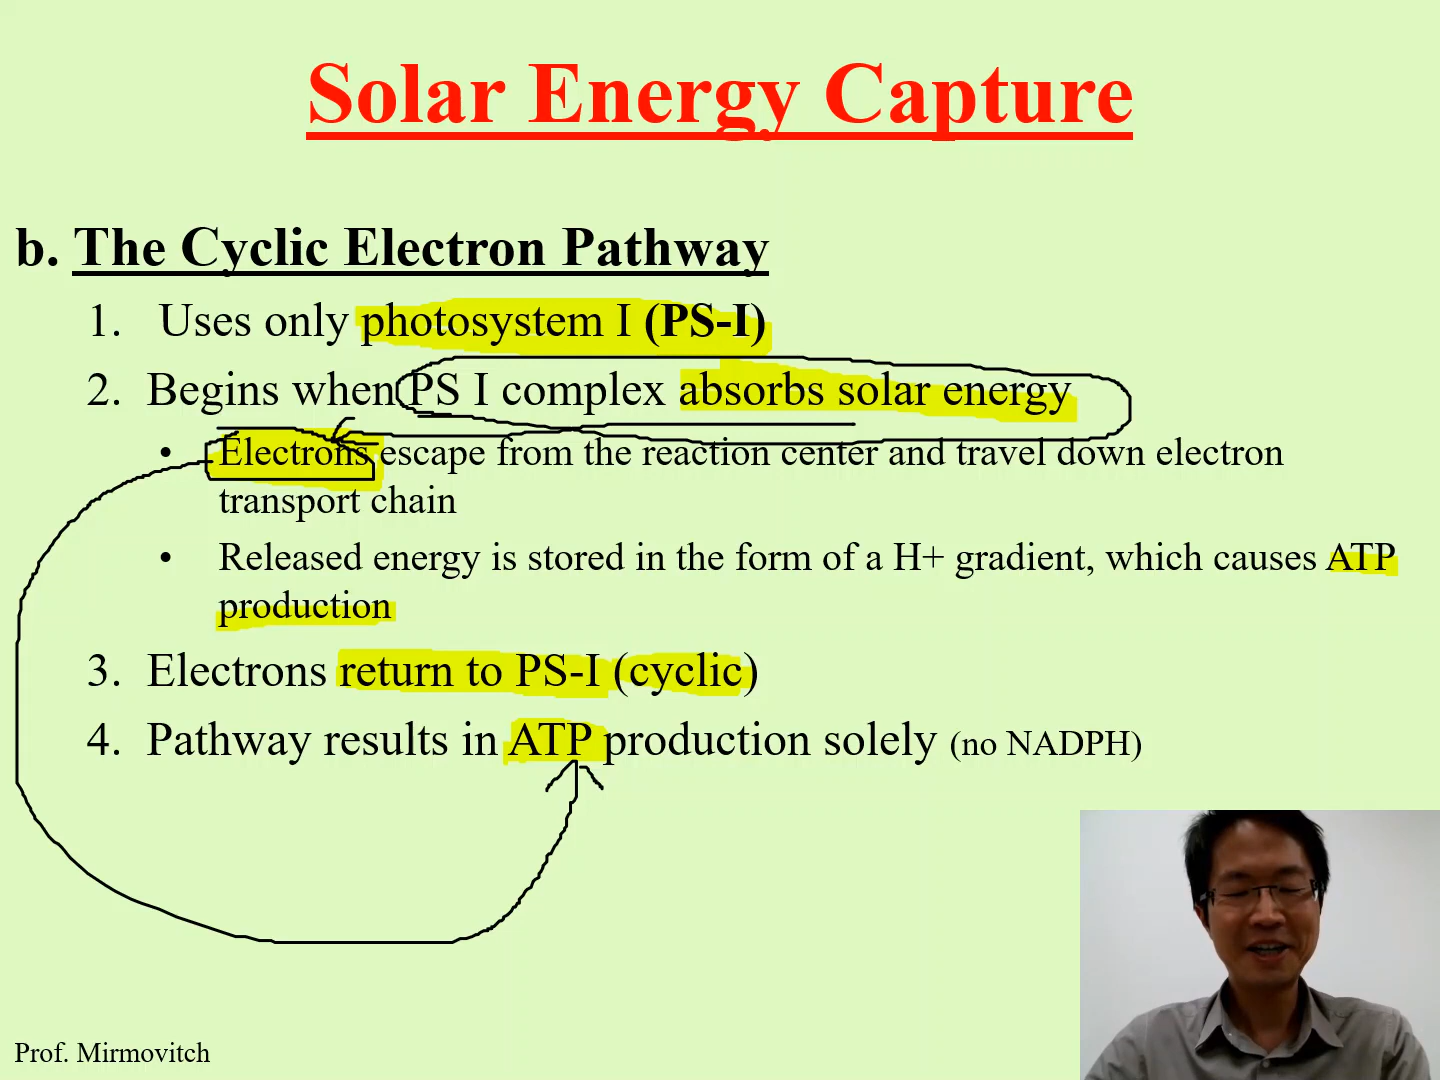 Solar Energy Capture
b. The Cyclic Electron Pathway
1. Uses only photosystem I (PS-I)
2. Begins when PS I complex absorbs solar energy
• Electrons escape from the reaction center and travel down electron
transport chain
• Released energy is stored in the form of a H+ gradient, which causes ATP
production
3. Electrons return to PS-I (cyclic)
4. Pathway results in ATP production solely (no NADPH)
Prof. Mirmovitch